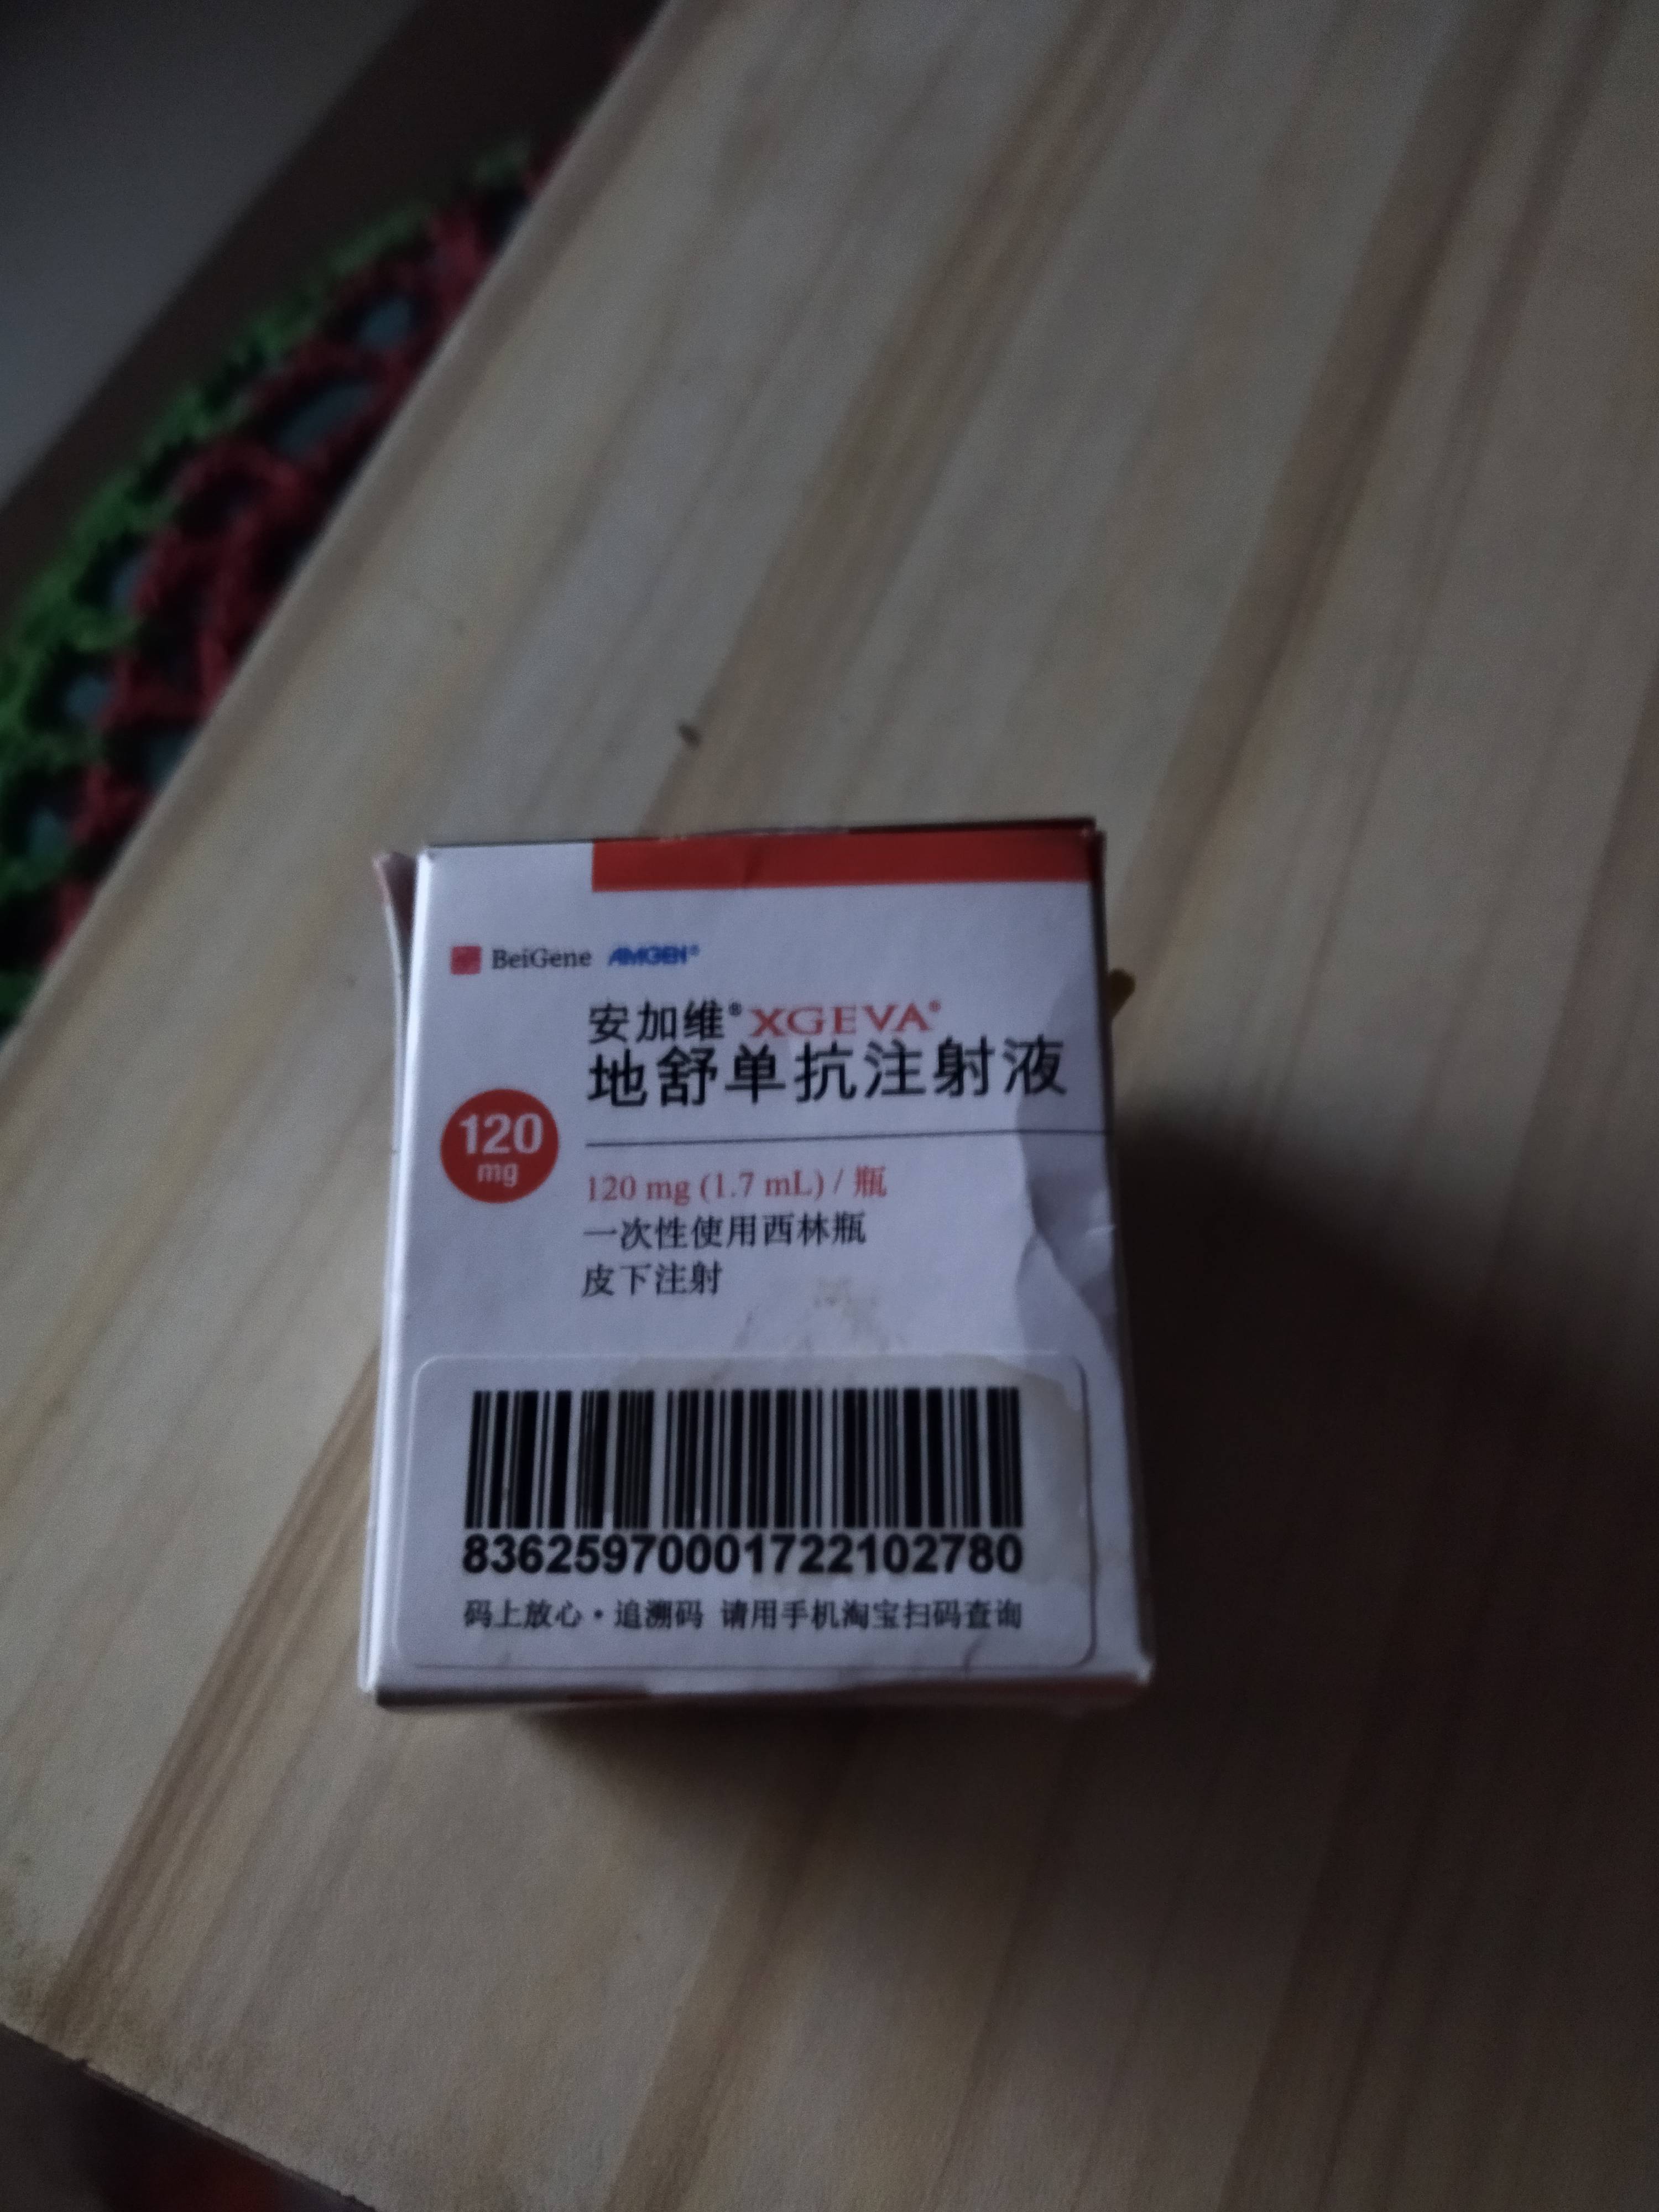 BeiGene AMGEN®
安加维®XGEVA®
地舒单抗注射液
120
mg
120 mg (1.7 mL) / 瓶
一次性使用西林瓶
皮下注射
83625970001722102780
码上放心·追溯码 请用手机淘宝扫码查询